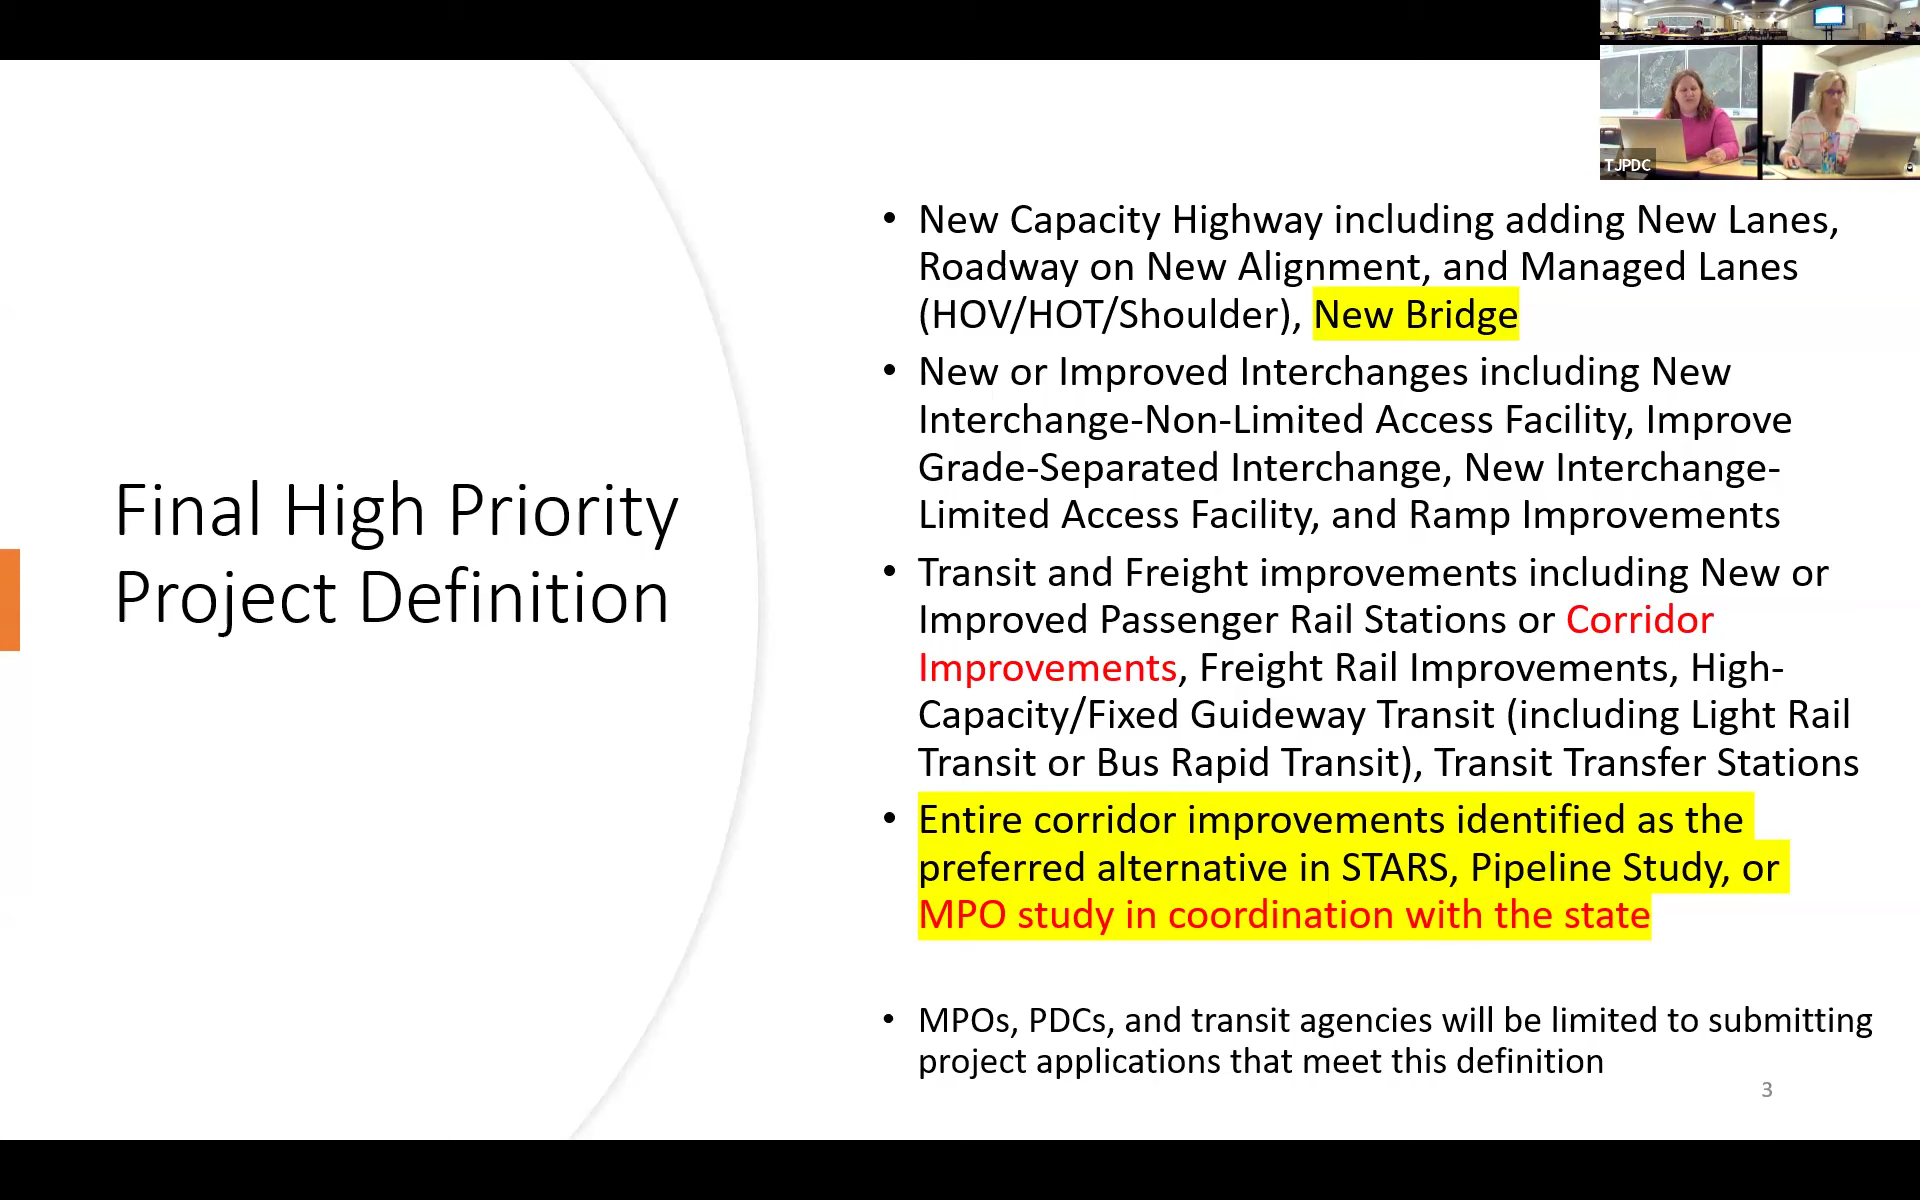 TJPDC
Final High Priority
Project Definition
• New Capacity Highway including adding New Lanes,
Roadway on New Alignment, and Managed Lanes
(HOV/HOT/Shoulder), New Bridge
• New or Improved Interchanges including New
Interchange-Non-Limited Access Facility, Improve
Grade-Separated Interchange, New Interchange-
Limited Access Facility, and Ramp Improvements
• Transit and Freight improvements including New or
Improved Passenger Rail Stations or Corridor
Improvements, Freight Rail Improvements, High-
Capacity/Fixed Guideway Transit (including Light Rail
Transit or Bus Rapid Transit), Transit Transfer Stations
• Entire corridor improvements identified as the
preferred alternative in STARS, Pipeline Study, or
MPO study in coordination with the state
• MPOs, PDCs, and transit agencies will be limited to submitting
project applications that meet this definition
3